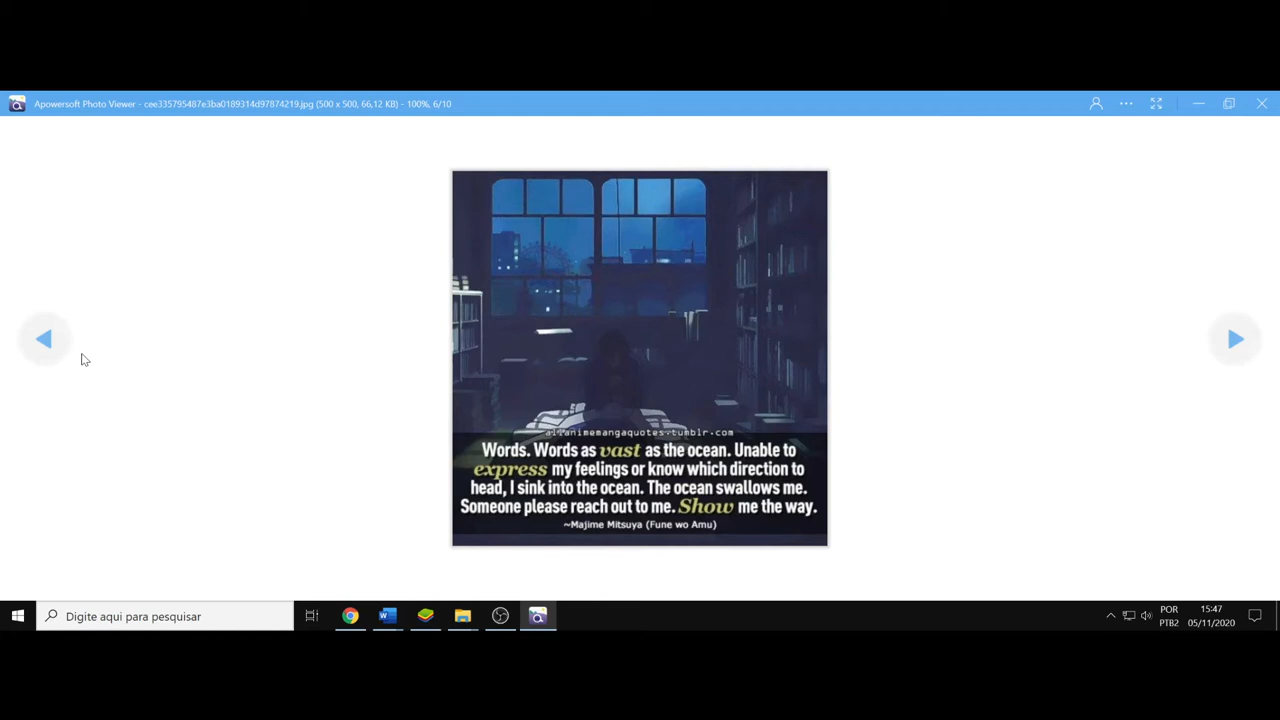 Apowersoft Photo Viewer - cee335795487e3ba0189314d97874219.jpg (500 x 500, 66,12 KB) - 100%, 6/10
allanimemangaquotes.tumblr.com
Words. Words as vast as the ocean. Unable to
express my feelings or know which direction to
head, I sink into the ocean. The ocean swallows me.
Someone please reach out to me. Show me the way.
~Majime Mitsuya (Fune wo Amu)
Digite aqui para pesquisar
POR
PTB2
15:47
05/11/2020